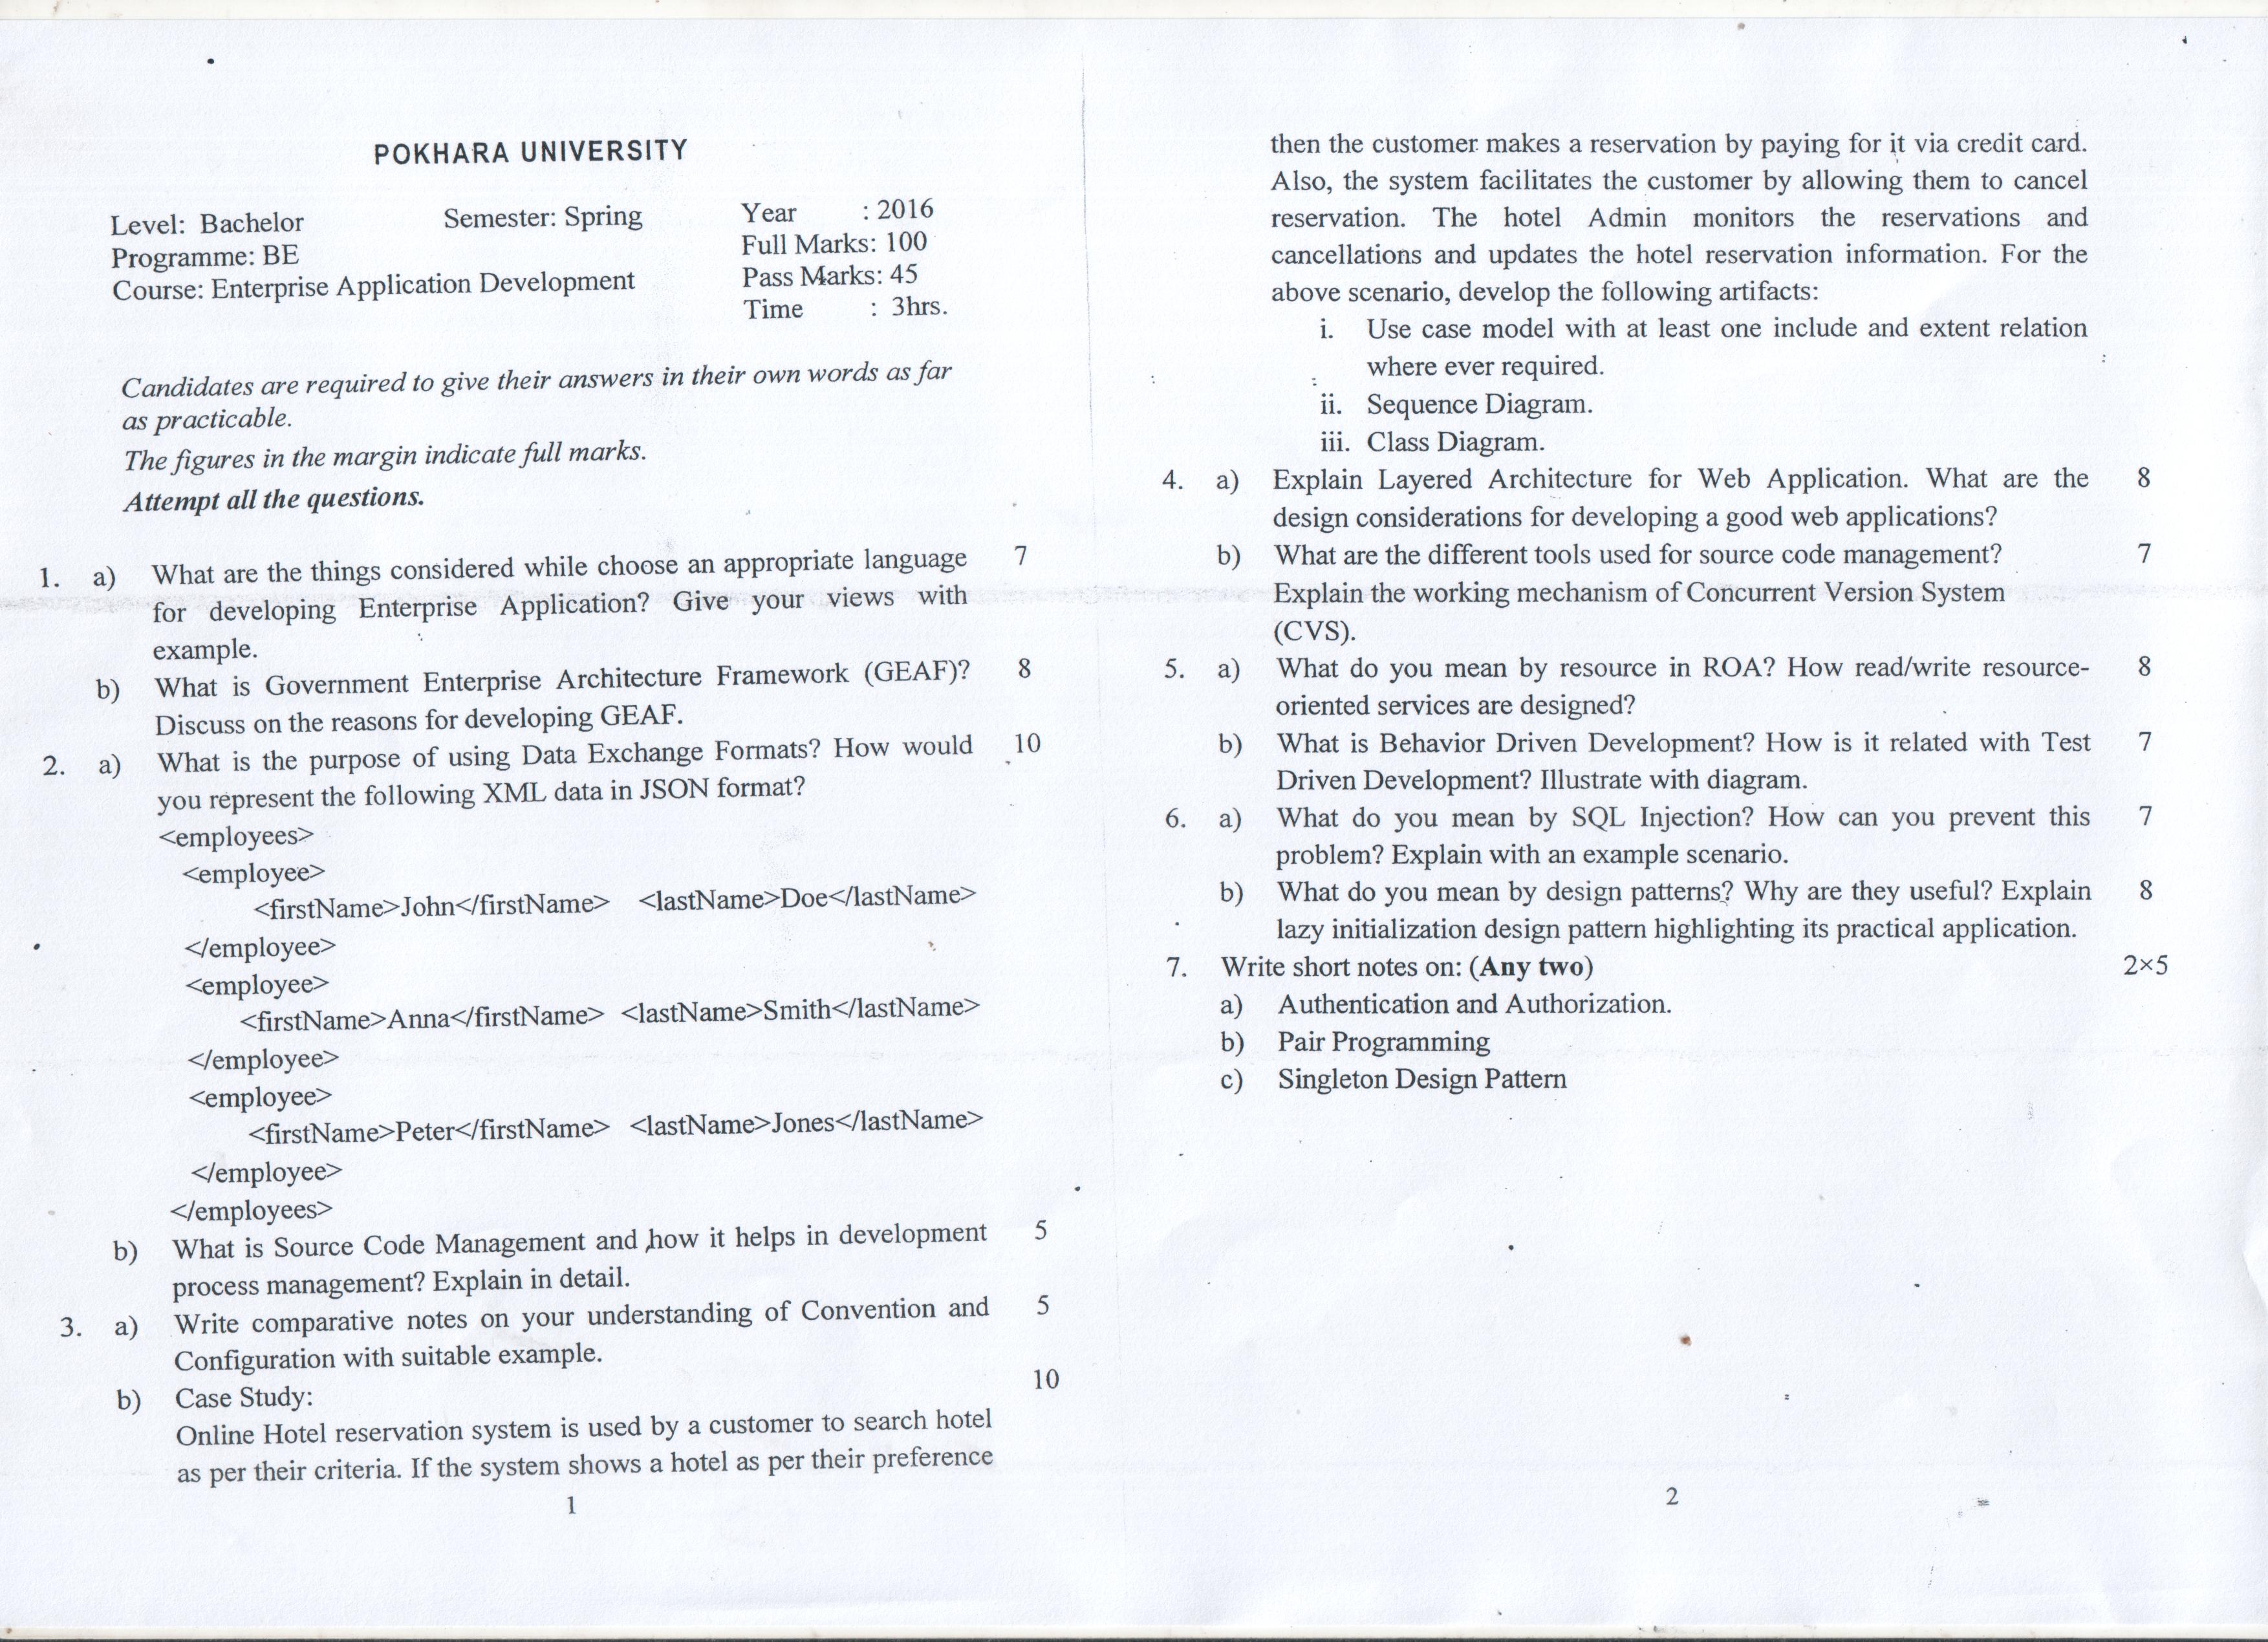 POKHARA UNIVERSITY
Level: Bachelor Semester: Spring Year : 2016
Programme: BE Full Marks: 100
Course: Enterprise Application Development Pass Marks: 45
Time : 3hrs.
Candidates are required to give their answers in their own words as far
as practicable.
The figures in the margin indicate full marks.
Attempt all the questions.
1. a) What are the things considered while choose an appropriate language 7
for developing Enterprise Application? Give your views with
example.
b) What is Government Enterprise Architecture Framework (GEAF)? 8
Discuss on the reasons for developing GEAF.
2. a) What is the purpose of using Data Exchange Formats? How would 10
you represent the following XML data in JSON format?
<employees>
<employee>
<firstName>John</firstName> <lastName>Doe</lastName>
</employee>
<employee>
<firstName>Anna</firstName> <lastName>Smith</lastName>
</employee>
<employee>
<firstName>Peter</firstName> <lastName>Jones</lastName>
</employee>
</employees>
b) What is Source Code Management and how it helps in development 5
process management? Explain in detail.
3. a) Write comparative notes on your understanding of Convention and 5
Configuration with suitable example.
b) Case Study: 10
Online Hotel reservation system is used by a customer to search hotel
as per their criteria. If the system shows a hotel as per their preference
1
then the customer makes a reservation by paying for it via credit card.
Also, the system facilitates the customer by allowing them to cancel
reservation. The hotel Admin monitors the reservations and
cancellations and updates the hotel reservation information. For the
above scenario, develop the following artifacts:
i. Use case model with at least one include and extent relation
where ever required.
ii. Sequence Diagram.
iii. Class Diagram.
4. a) Explain Layered Architecture for Web Application. What are the 8
design considerations for developing a good web applications?
b) What are the different tools used for source code management? 7
Explain the working mechanism of Concurrent Version System
(CVS).
5. a) What do you mean by resource in ROA? How read/write resource- 8
oriented services are designed?
b) What is Behavior Driven Development? How is it related with Test 7
Driven Development? Illustrate with diagram.
6. a) What do you mean by SQL Injection? How can you prevent this 7
problem? Explain with an example scenario.
b) What do you mean by design patterns? Why are they useful? Explain 8
lazy initialization design pattern highlighting its practical application.
7. Write short notes on: (Any two) 2×5
a) Authentication and Authorization.
b) Pair Programming
c) Singleton Design Pattern
2